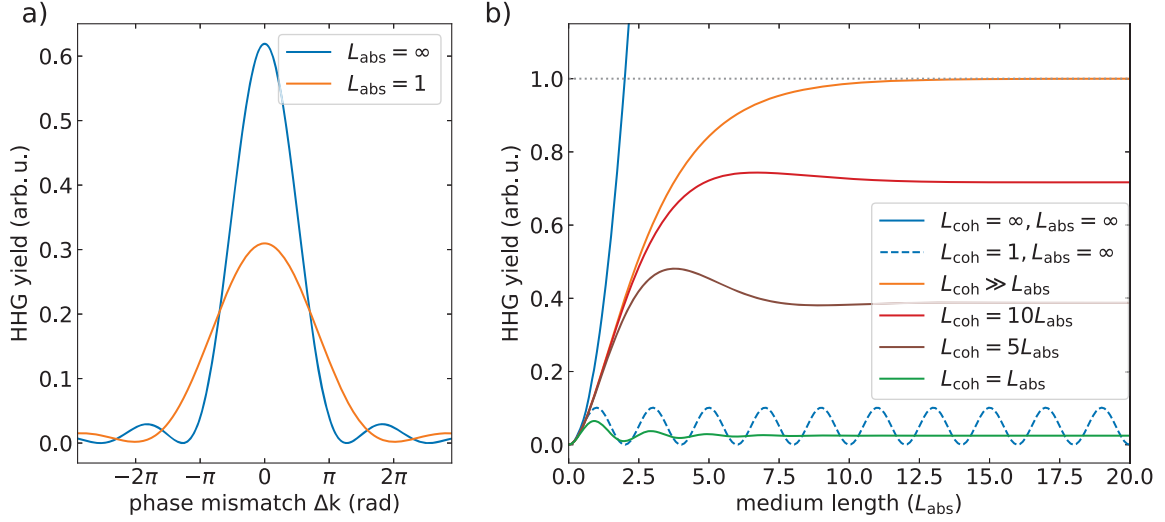 a)
HHG yield (arb. u.)
0.6
0.5
0.4
0.3
0.2
0.1
0.0
L_abs = ∞
L_abs = 1
−2π −π 0 π 2π
phase mismatch Δk (rad)
b)
HHG yield (arb. u.)
1.0
0.8
0.6
0.4
0.2
0.0
L_coh = ∞, L_abs = ∞
L_coh = 1, L_abs = ∞
L_coh ≫ L_abs
L_coh = 10L_abs
L_coh = 5L_abs
L_coh = L_abs
0.0 2.5 5.0 7.5 10.0 12.5 15.0 17.5 20.0
medium length (L_abs)